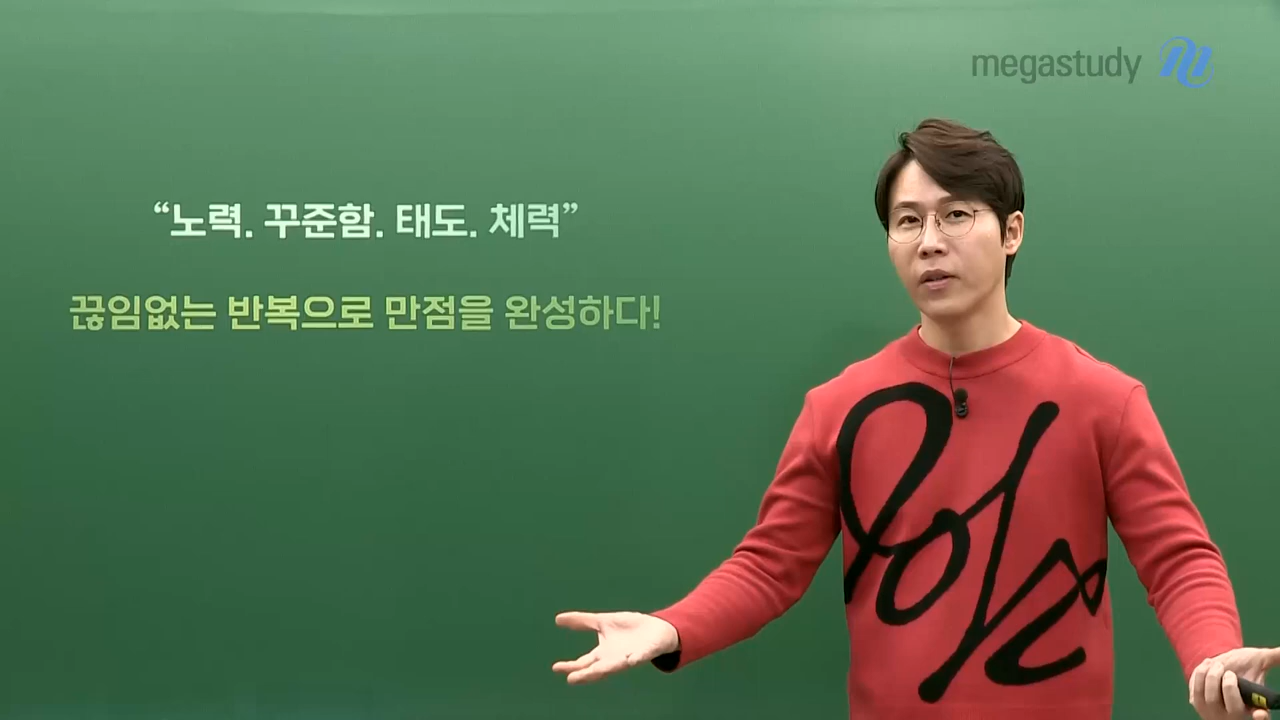 megastudy
“노력. 꾸준함. 태도. 체력”
끊임없는 반복으로 만점을 완성하다!